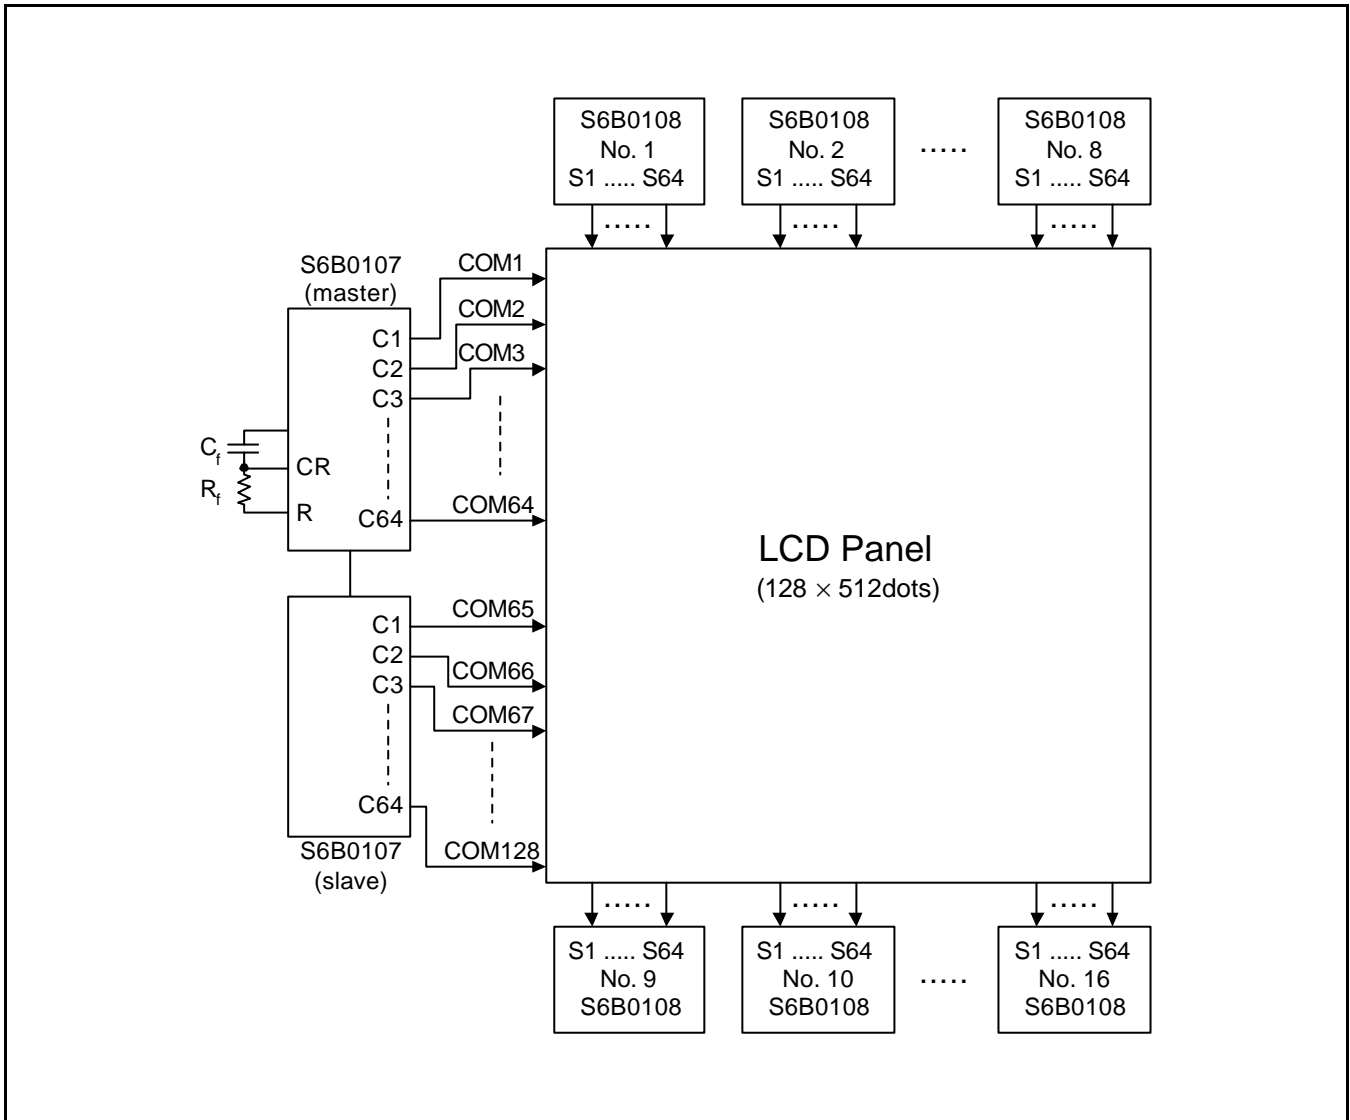 S6B0108
No. 1
S1 ..... S64
S6B0108
No. 2
S1 ..... S64
.....
S6B0108
No. 8
S1 ..... S64
.....
.....
.....
S6B0107
(master)
C1
C2
C3
C64
CR
R
Cf
Rf
COM1
COM2
COM3
COM64
LCD Panel
(128 × 512dots)
C1
C2
C3
C64
S6B0107
(slave)
COM65
COM66
COM67
COM128
.....
.....
.....
S1 ..... S64
No. 9
S6B0108
S1 ..... S64
No. 10
S6B0108
.....
S1 ..... S64
No. 16
S6B0108